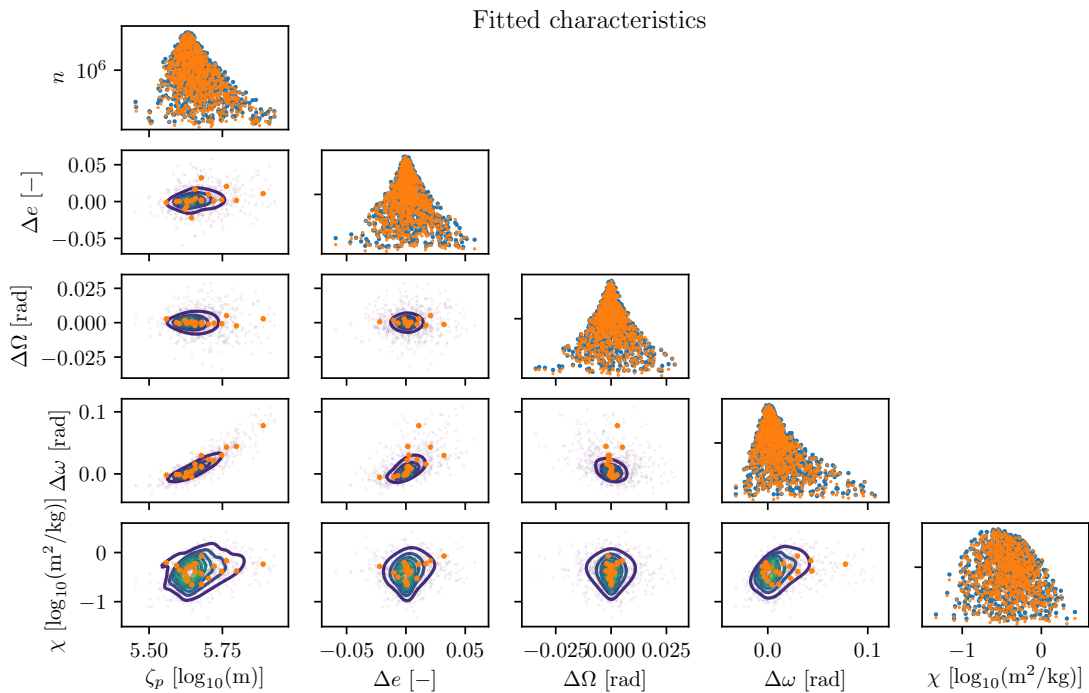 Fitted characteristics
n
10⁶
Δe [−]
0.05
0.00
−0.05
ΔΩ [rad]
0.025
0.000
−0.025
Δω [rad]
0.1
0.0
χ [log₁₀(m²/kg)]
0
−1
5.50 5.75
−0.05 0.00 0.05
−0.025 0.000 0.025
0.0 0.1
−1 0
ζₚ [log₁₀(m)]
Δe [−]
ΔΩ [rad]
Δω [rad]
χ [log₁₀(m²/kg)]